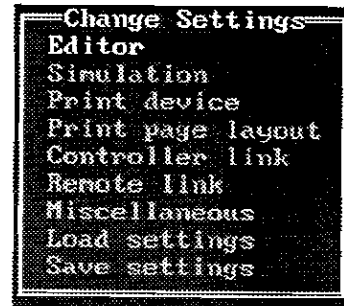 Change Settings
Editor
Simulation
Print device
Print page layout
Controller link
Remote link
Miscellaneous
Load settings
Save settings